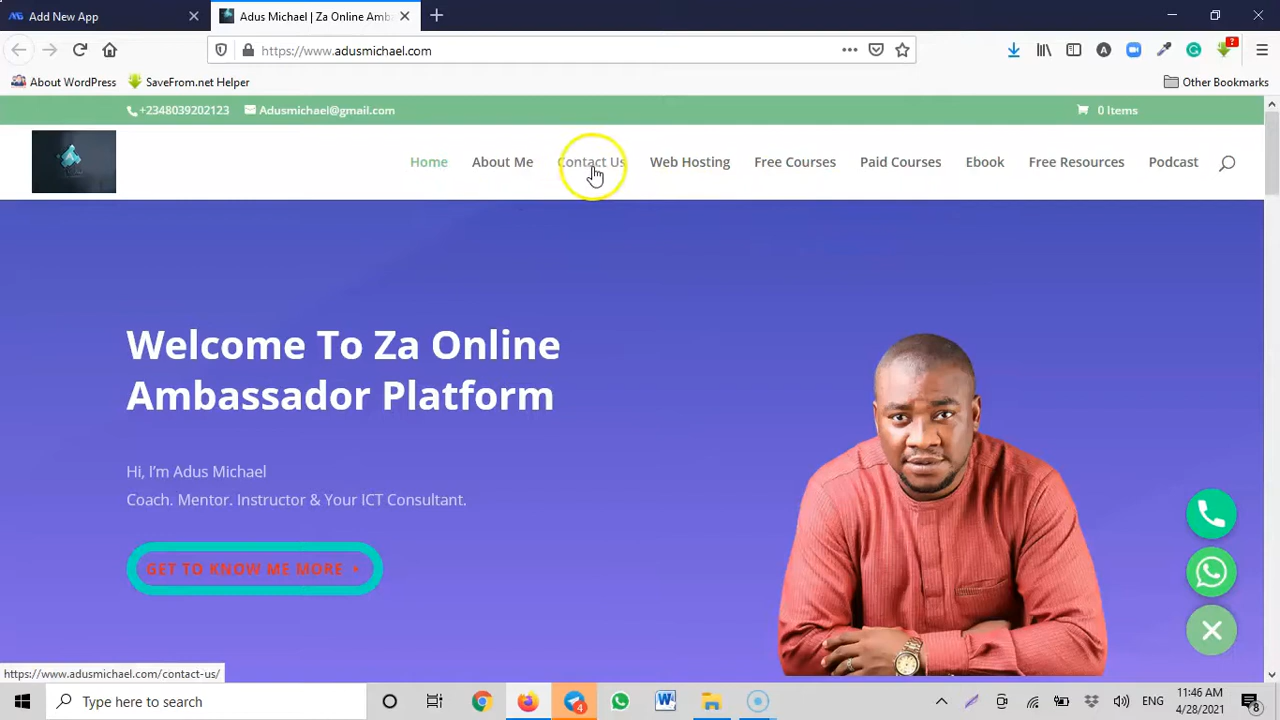 Add New App
Adus Michael | Za Online Amb
https://www.adusmichael.com
About WordPress
SaveFrom.net Helper
Other Bookmarks
+2348039202123
Adusmichael@gmail.com
0 Items
Home
About Me
Contact Us
Web Hosting
Free Courses
Paid Courses
Ebook
Free Resources
Podcast
Welcome To Za Online
Ambassador Platform
Hi, I’m Adus Michael
Coach. Mentor. Instructor & Your ICT Consultant.
GET TO KNOW ME MORE
https://www.adusmichael.com/contact-us/
Type here to search
4
ENG
11:46 AM
4/28/2021
8